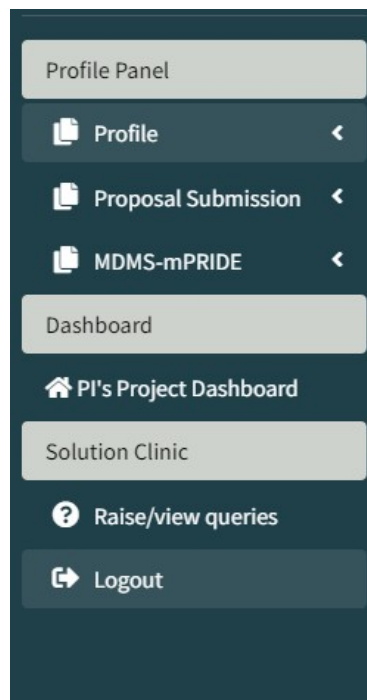 Profile Panel
Profile
Proposal Submission
MDMS-mPRIDE
Dashboard
PI's Project Dashboard
Solution Clinic
Raise/view queries
Logout